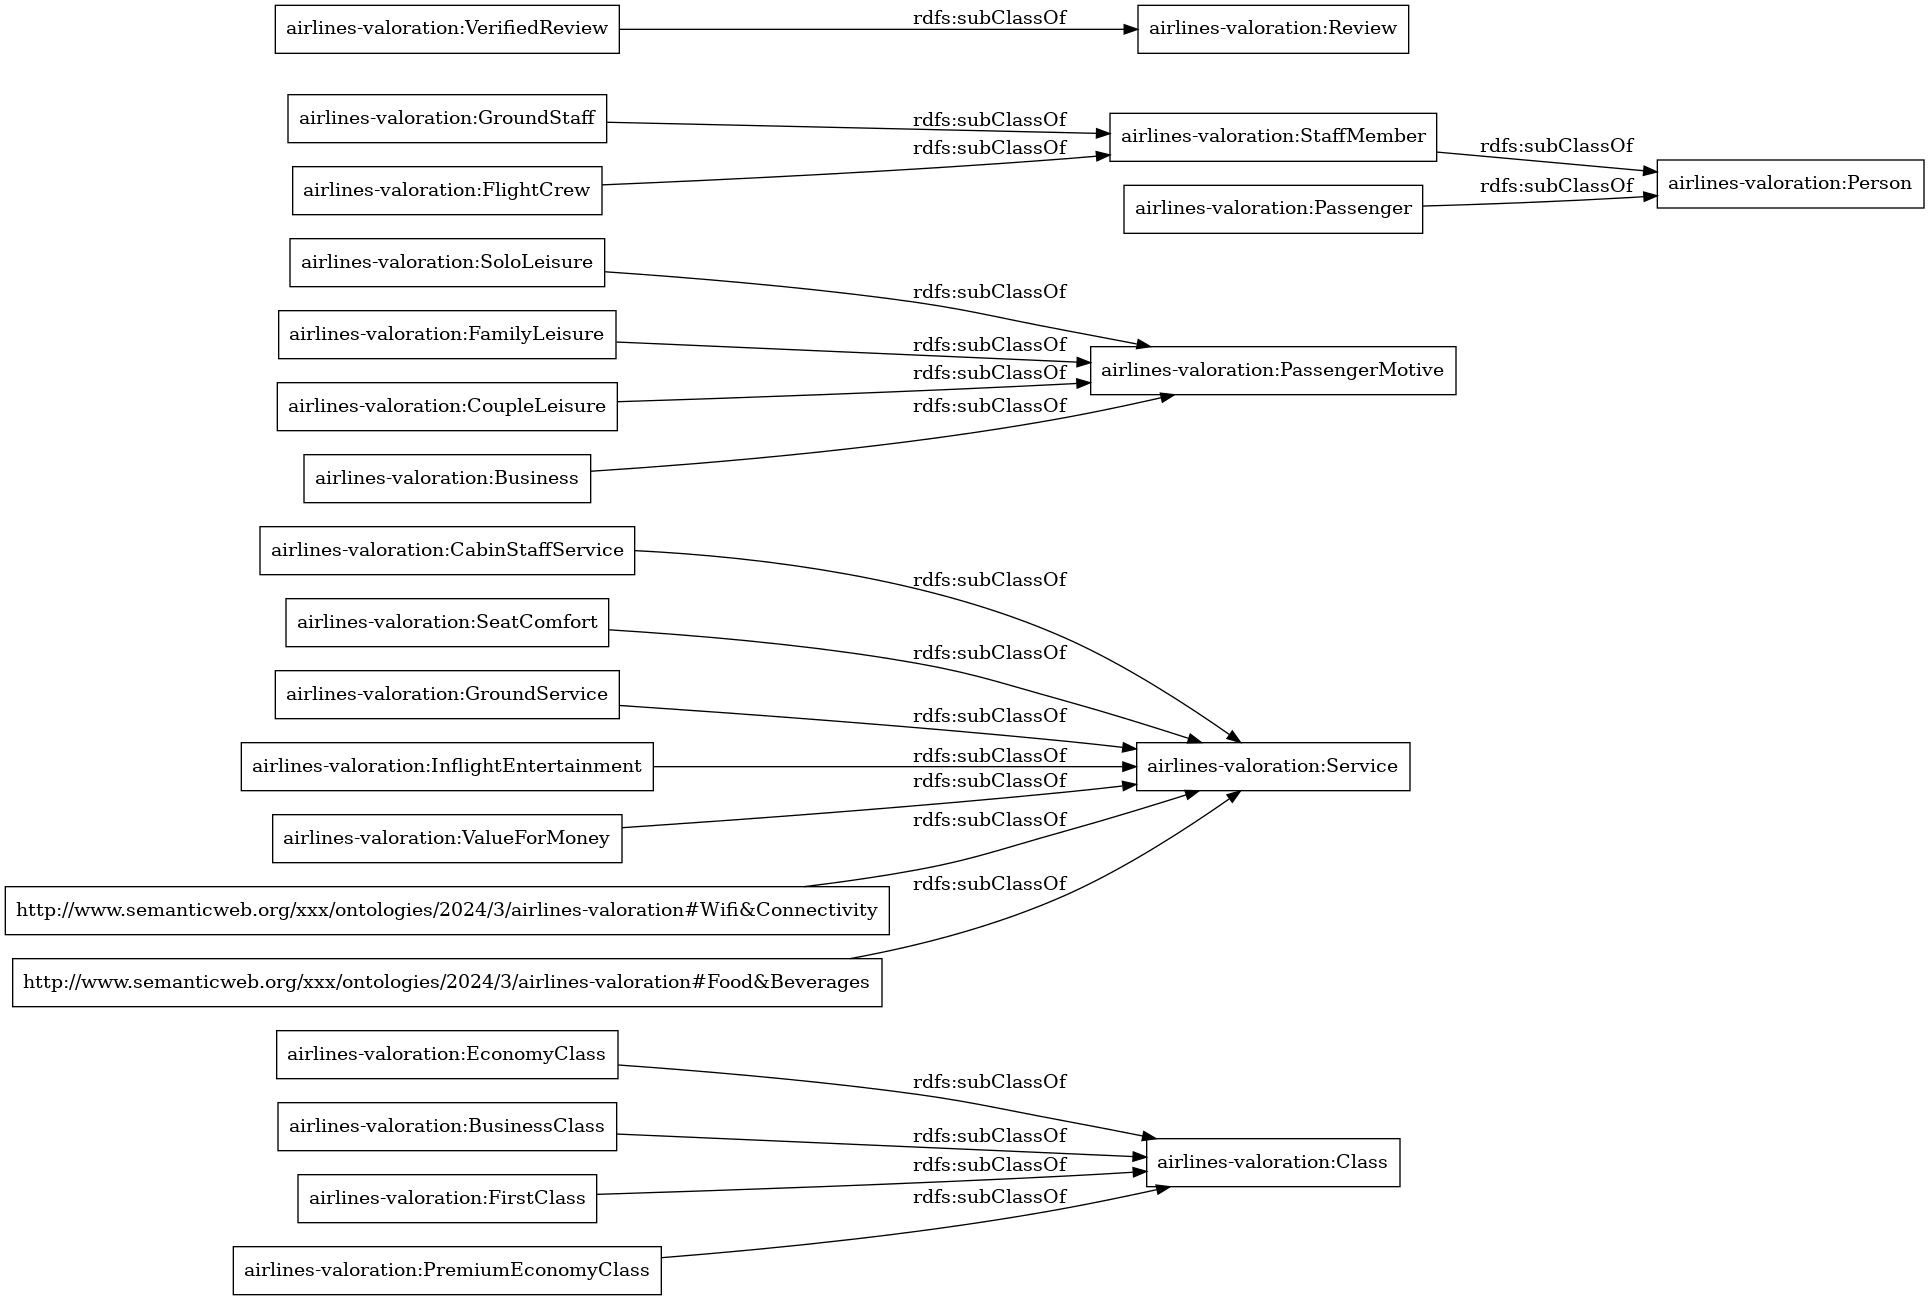 airlines-valoration:VerifiedReview
rdfs:subClassOf
airlines-valoration:Review
airlines-valoration:GroundStaff
rdfs:subClassOf
airlines-valoration:FlightCrew
rdfs:subClassOf
airlines-valoration:StaffMember
rdfs:subClassOf
airlines-valoration:Passenger
rdfs:subClassOf
airlines-valoration:Person
airlines-valoration:SoloLeisure
rdfs:subClassOf
airlines-valoration:FamilyLeisure
rdfs:subClassOf
airlines-valoration:CoupleLeisure
rdfs:subClassOf
airlines-valoration:Business
rdfs:subClassOf
airlines-valoration:PassengerMotive
airlines-valoration:CabinStaffService
rdfs:subClassOf
airlines-valoration:SeatComfort
rdfs:subClassOf
airlines-valoration:GroundService
rdfs:subClassOf
airlines-valoration:InflightEntertainment
rdfs:subClassOf
airlines-valoration:ValueForMoney
rdfs:subClassOf
http://www.semanticweb.org/xxx/ontologies/2024/3/airlines-valoration#Wifi&Connectivity
rdfs:subClassOf
http://www.semanticweb.org/xxx/ontologies/2024/3/airlines-valoration#Food&Beverages
rdfs:subClassOf
airlines-valoration:Service
airlines-valoration:EconomyClass
rdfs:subClassOf
airlines-valoration:BusinessClass
rdfs:subClassOf
airlines-valoration:FirstClass
rdfs:subClassOf
airlines-valoration:PremiumEconomyClass
rdfs:subClassOf
airlines-valoration:Class